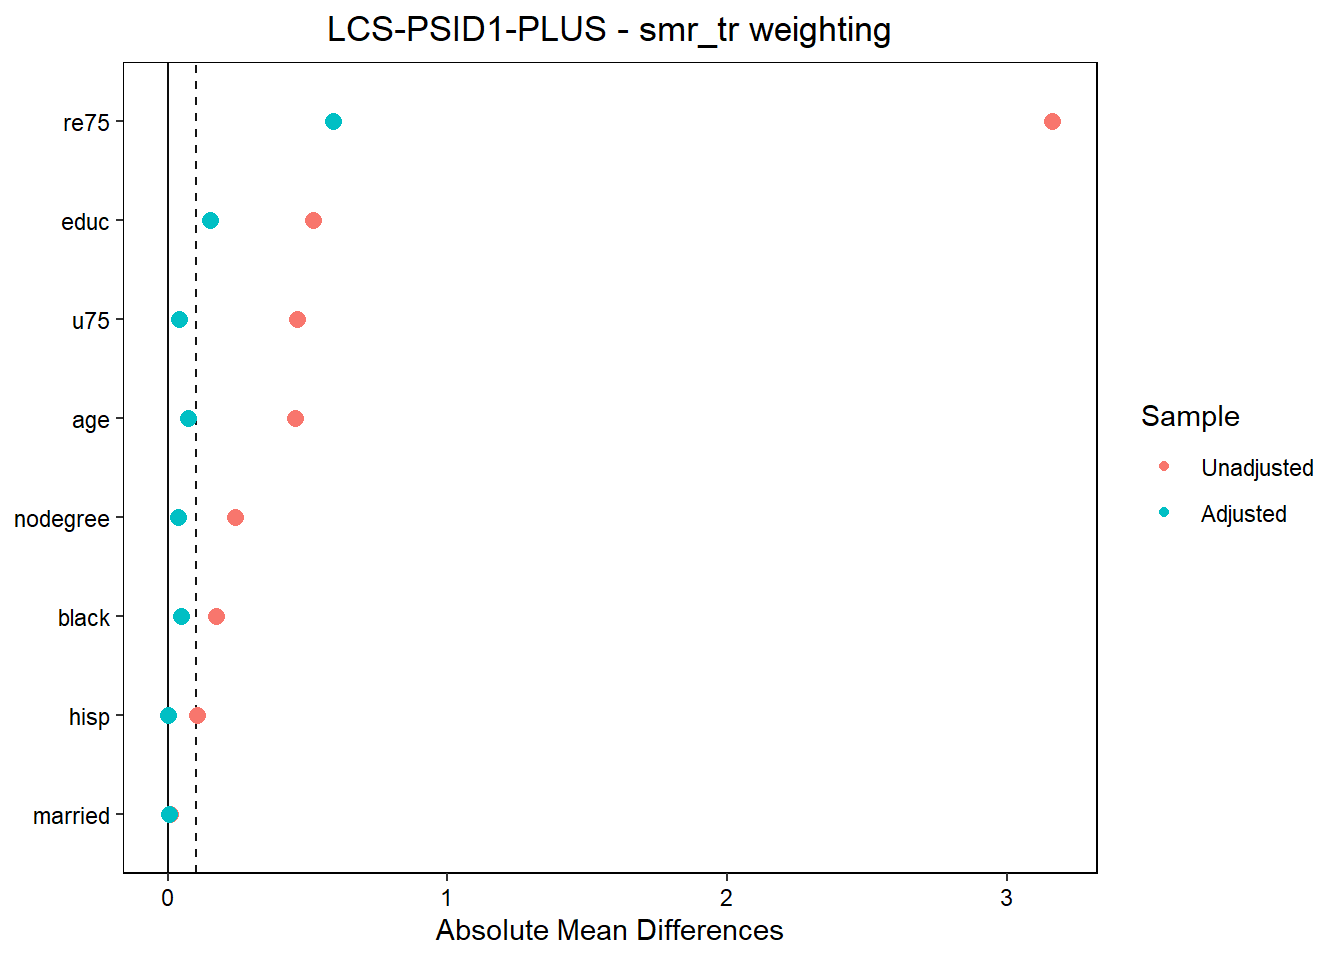 LCS-PSID1-PLUS - smr_tr weighting
re75
educ
u75
age
nodegree
black
hisp
married
0 1 2 3
Absolute Mean Differences
Sample
Unadjusted
Adjusted